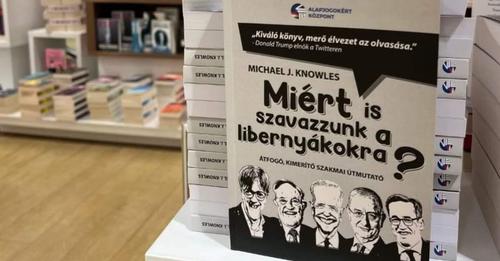 ALAPJOGOKÉRT
KÖZPONT
„Kiváló könyv, merő élvezet az olvasása."
- Donald Trump elnök a Twitteren
MICHAEL J. KNOWLES
Miért is
szavazzunk a
libernyákokra?
ÁTFOGÓ, KIMERÍTŐ SZAKMAI ÚTMUTATÓ